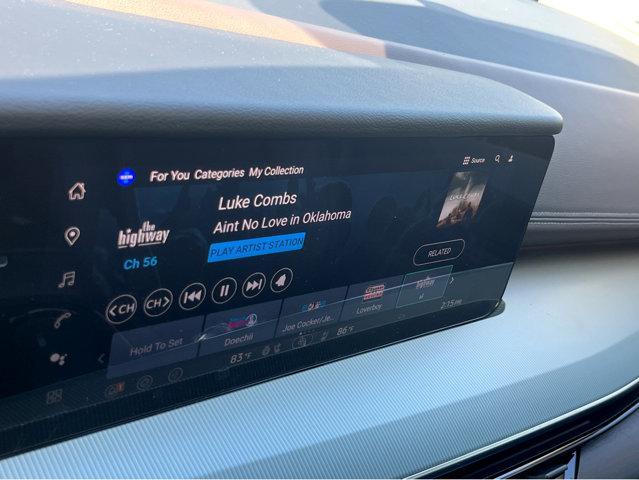 For You Categories My Collection
Source
Luke Combs
Aint No Love in Oklahoma
PLAY ARTIST STATION
the
highway
Ch 56
RELATED
<CH
CH>
Hold To Set
Doechii
Joe Cocker/Je..
Loverboy
highway
2:15 PM
83°F
86°F